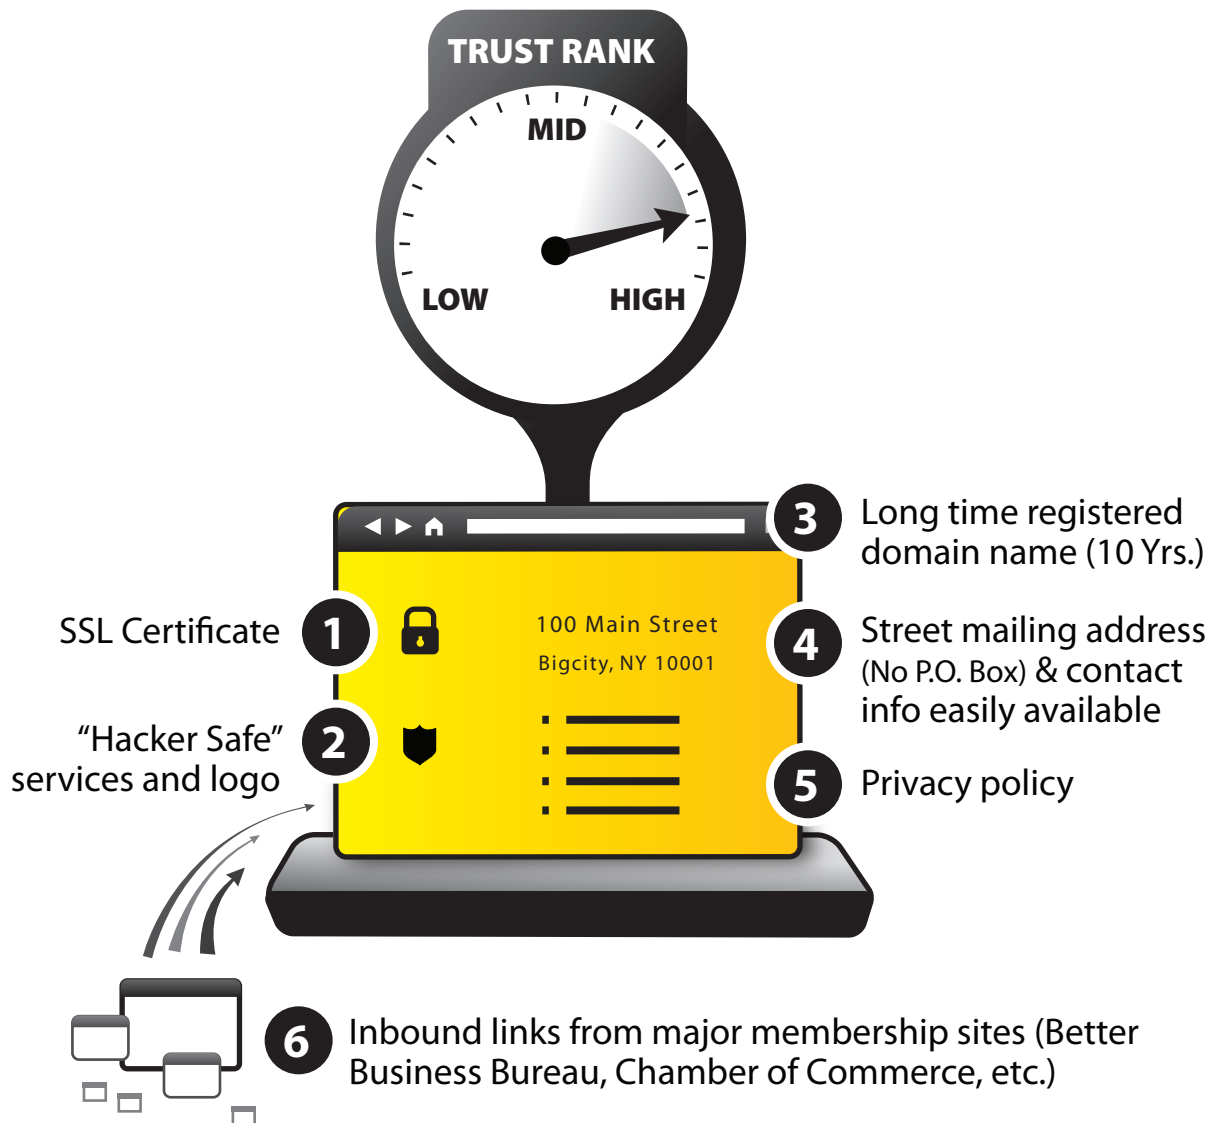 TRUST RANK
MID
LOW
HIGH
3
Long time registered
domain name (10 Yrs.)
SSL Certificate
1
100 Main Street
Bigcity, NY 10001
4
Street mailing address
(No P.O. Box) & contact
info easily available
“Hacker Safe”
services and logo
2
5
Privacy policy
6
Inbound links from major membership sites (Better
Business Bureau, Chamber of Commerce, etc.)